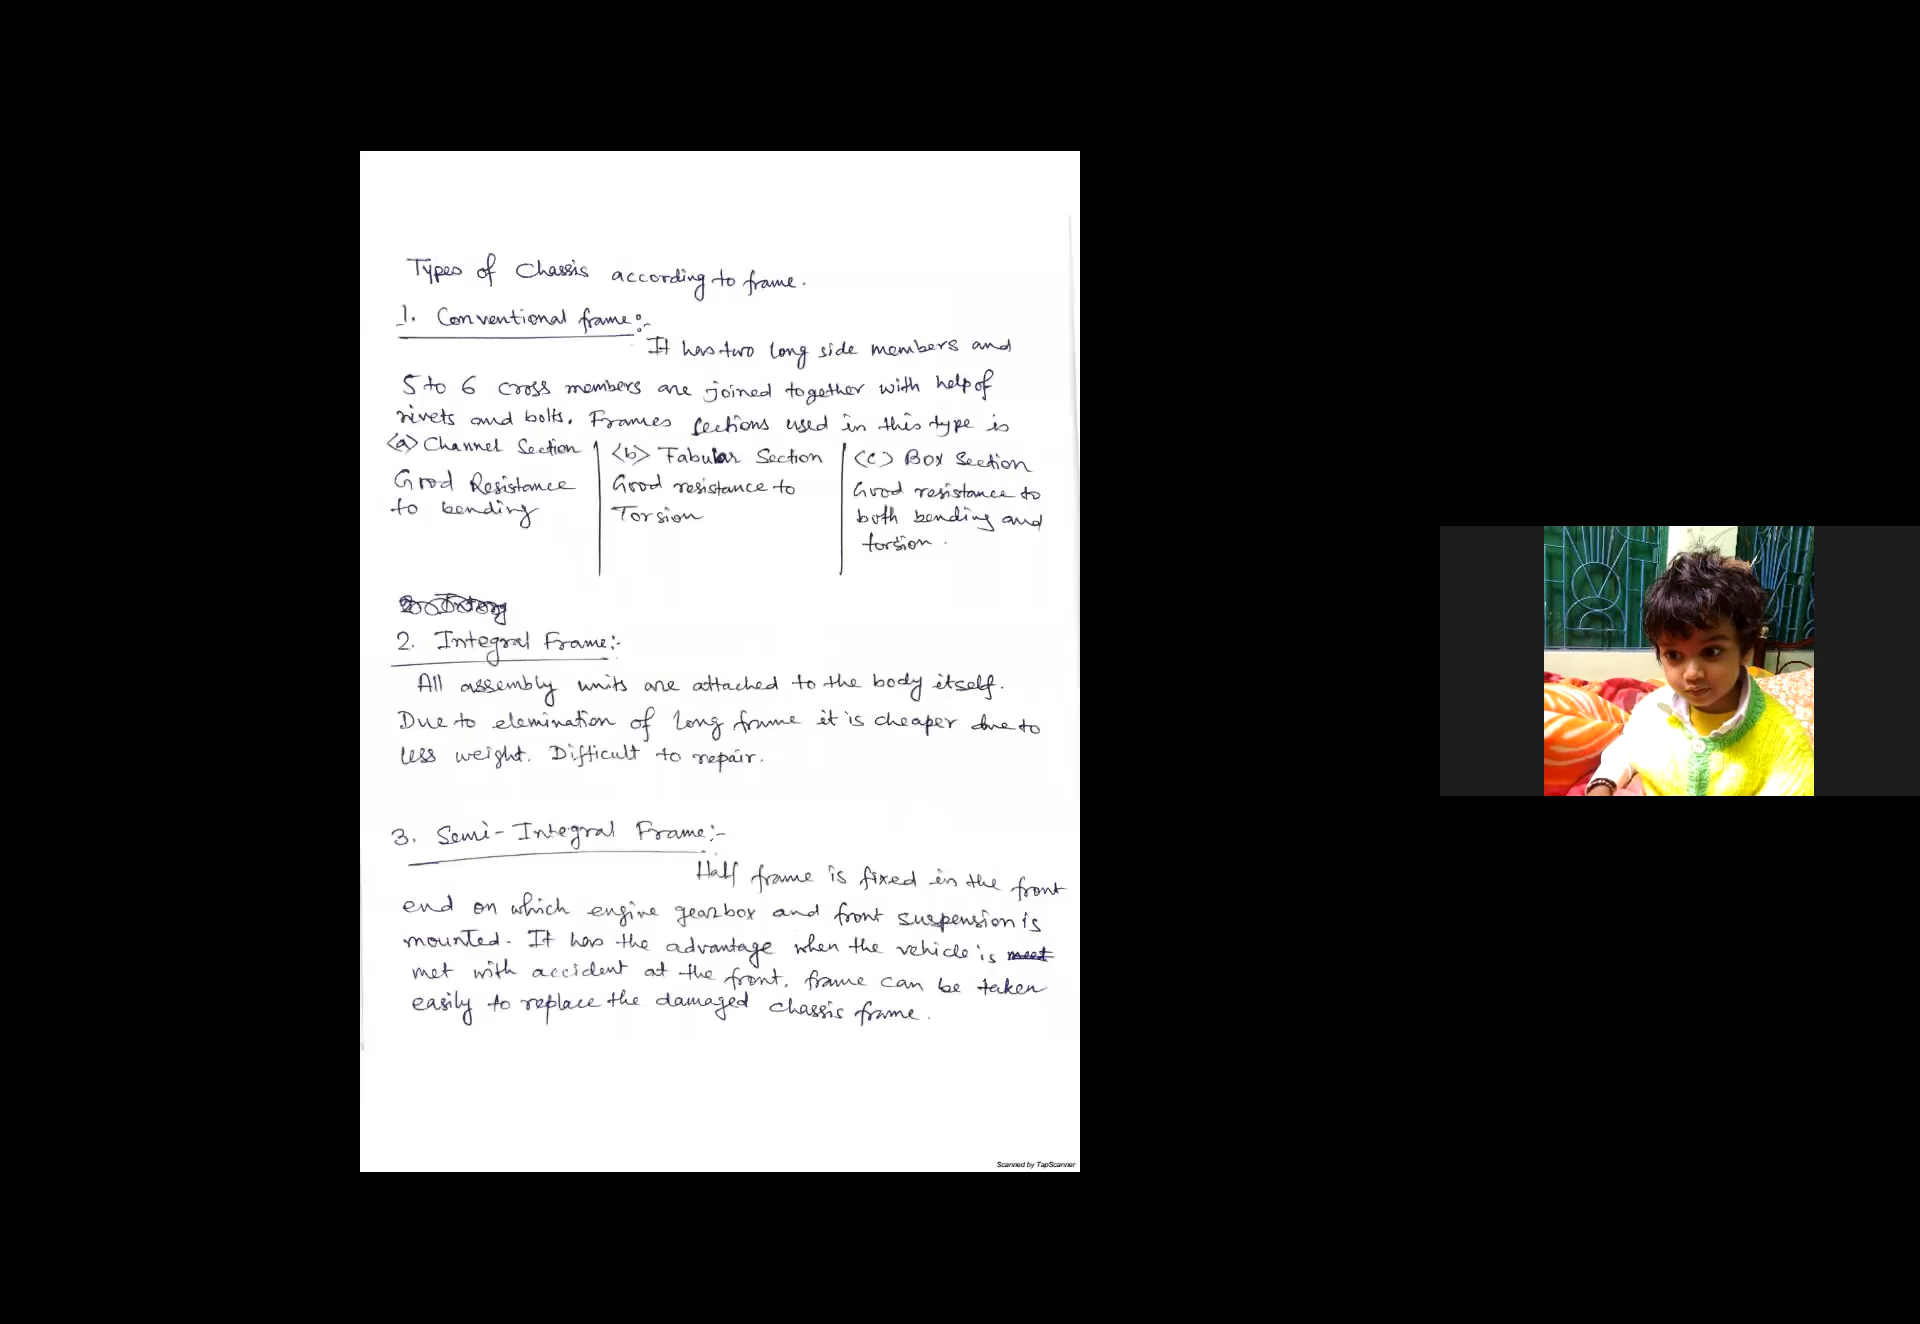 Types of Chassis according to frame.
1. Conventional frame:-
It has two long side members and
5 to 6 cross members are joined together with help of
rivets and bolts. Frames sections used in this type is
(a) Channel Section
Good Resistance
to bending
(b) Tabular Section
Good resistance to
Torsion
(c) Box Section
Good resistance to
both bending and
torsion.
2. Integral Frame:-
All assembly units are attached to the body itself.
Due to elemination of long frame it is cheaper due to
less weight. Difficult to repair.
3. Semi-Integral Frame:-
Half frame is fixed in the front
end on which engine gearbox and front suspension is
mounted. It has the advantage when the vehicle is meet
met with accident at the front, frame can be taken
easily to replace the damaged chassis frame.
Scanned by TapScanner